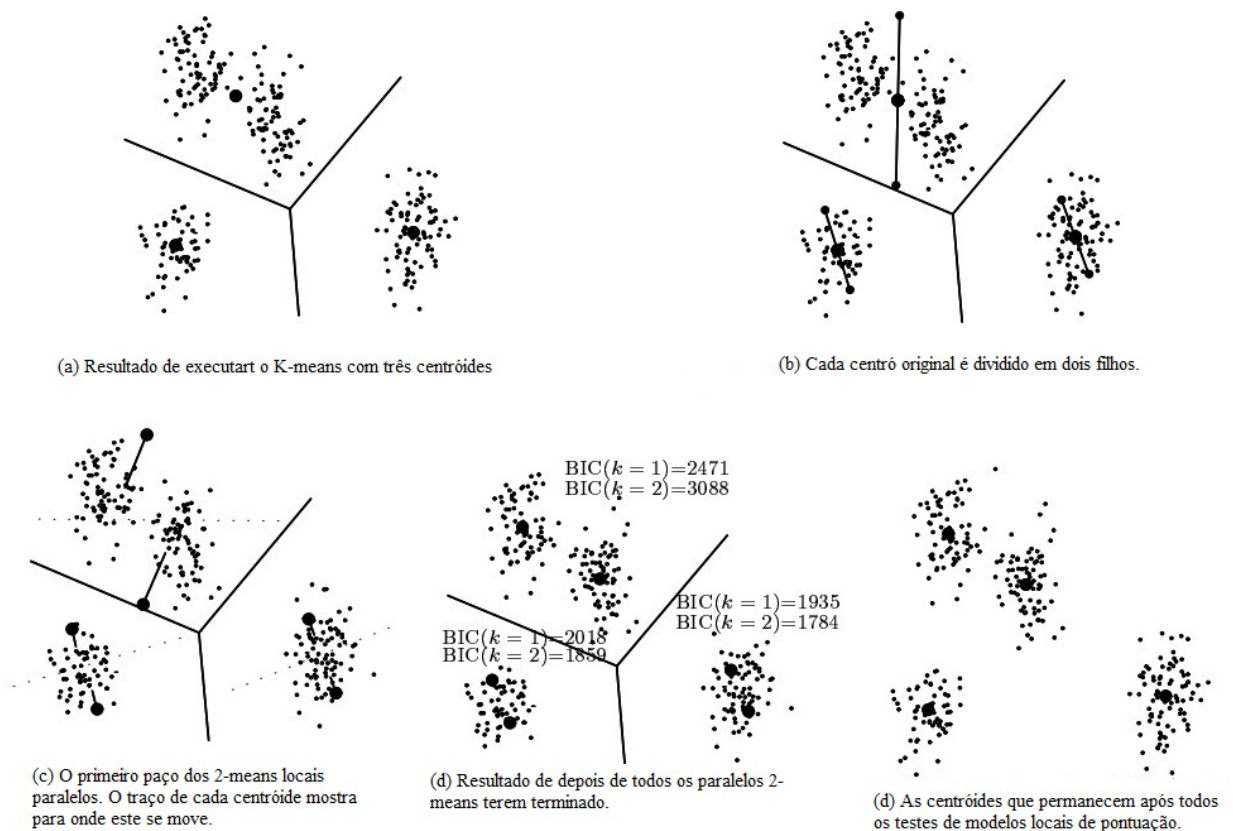 (a) Resultado de executart o K-means com três centróides
(b) Cada centró original é dividido em dois filhos.
BIC(k = 1)=2471
BIC(k = 2)=3088
BIC(k = 1)=1935
BIC(k = 2)=1784
BIC(k = 1)=2018
BIC(k = 2)=1859
(c) O primeiro paço dos 2-means locais
paralelos. O traço de cada centróide mostra
para onde este se move.
(d) Resultado de depois de todos os paralelos 2-
means terem terminado.
(d) As centróides que permanecem após todos
os testes de modelos locais de pontuação.